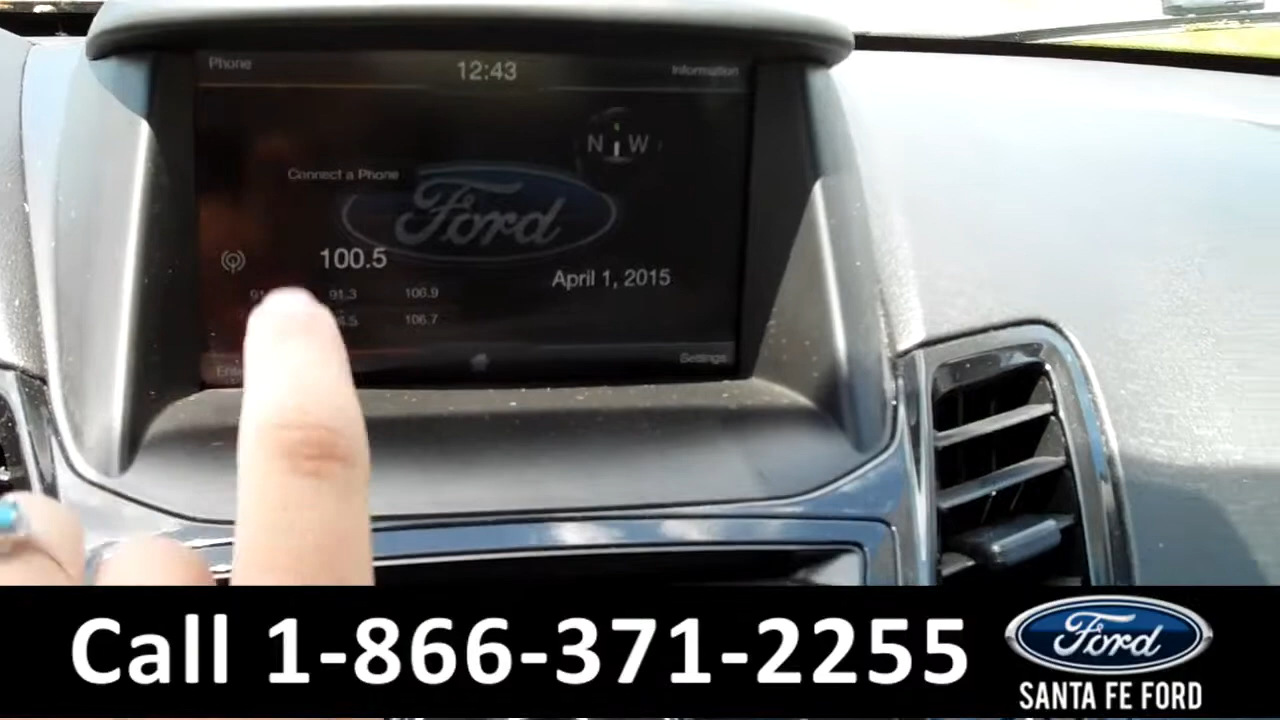 Phone 12:43 Information
N W
Connect a Phone
Ford
100.5
April 1, 2015
91.3 106.9
106.7
Settings
Call 1-866-371-2255
Ford
SANTA FE FORD